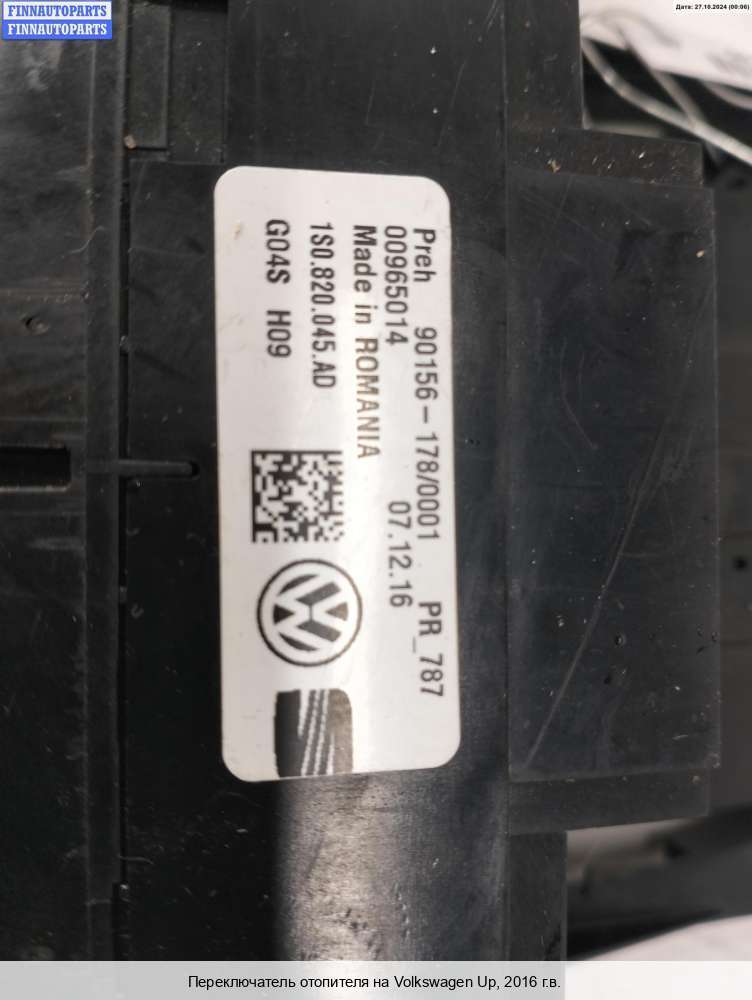 FINNAUTOPARTS
FINNAUTOPARTS
Дата: 27.10.2024 (00:06)
Preh 90156-178/0001 PR_787
00965014 07.12.16
Made in ROMANIA
1S0.820.045.AD
G04S H09
Переключатель отопителя на Volkswagen Up, 2016 г.в.